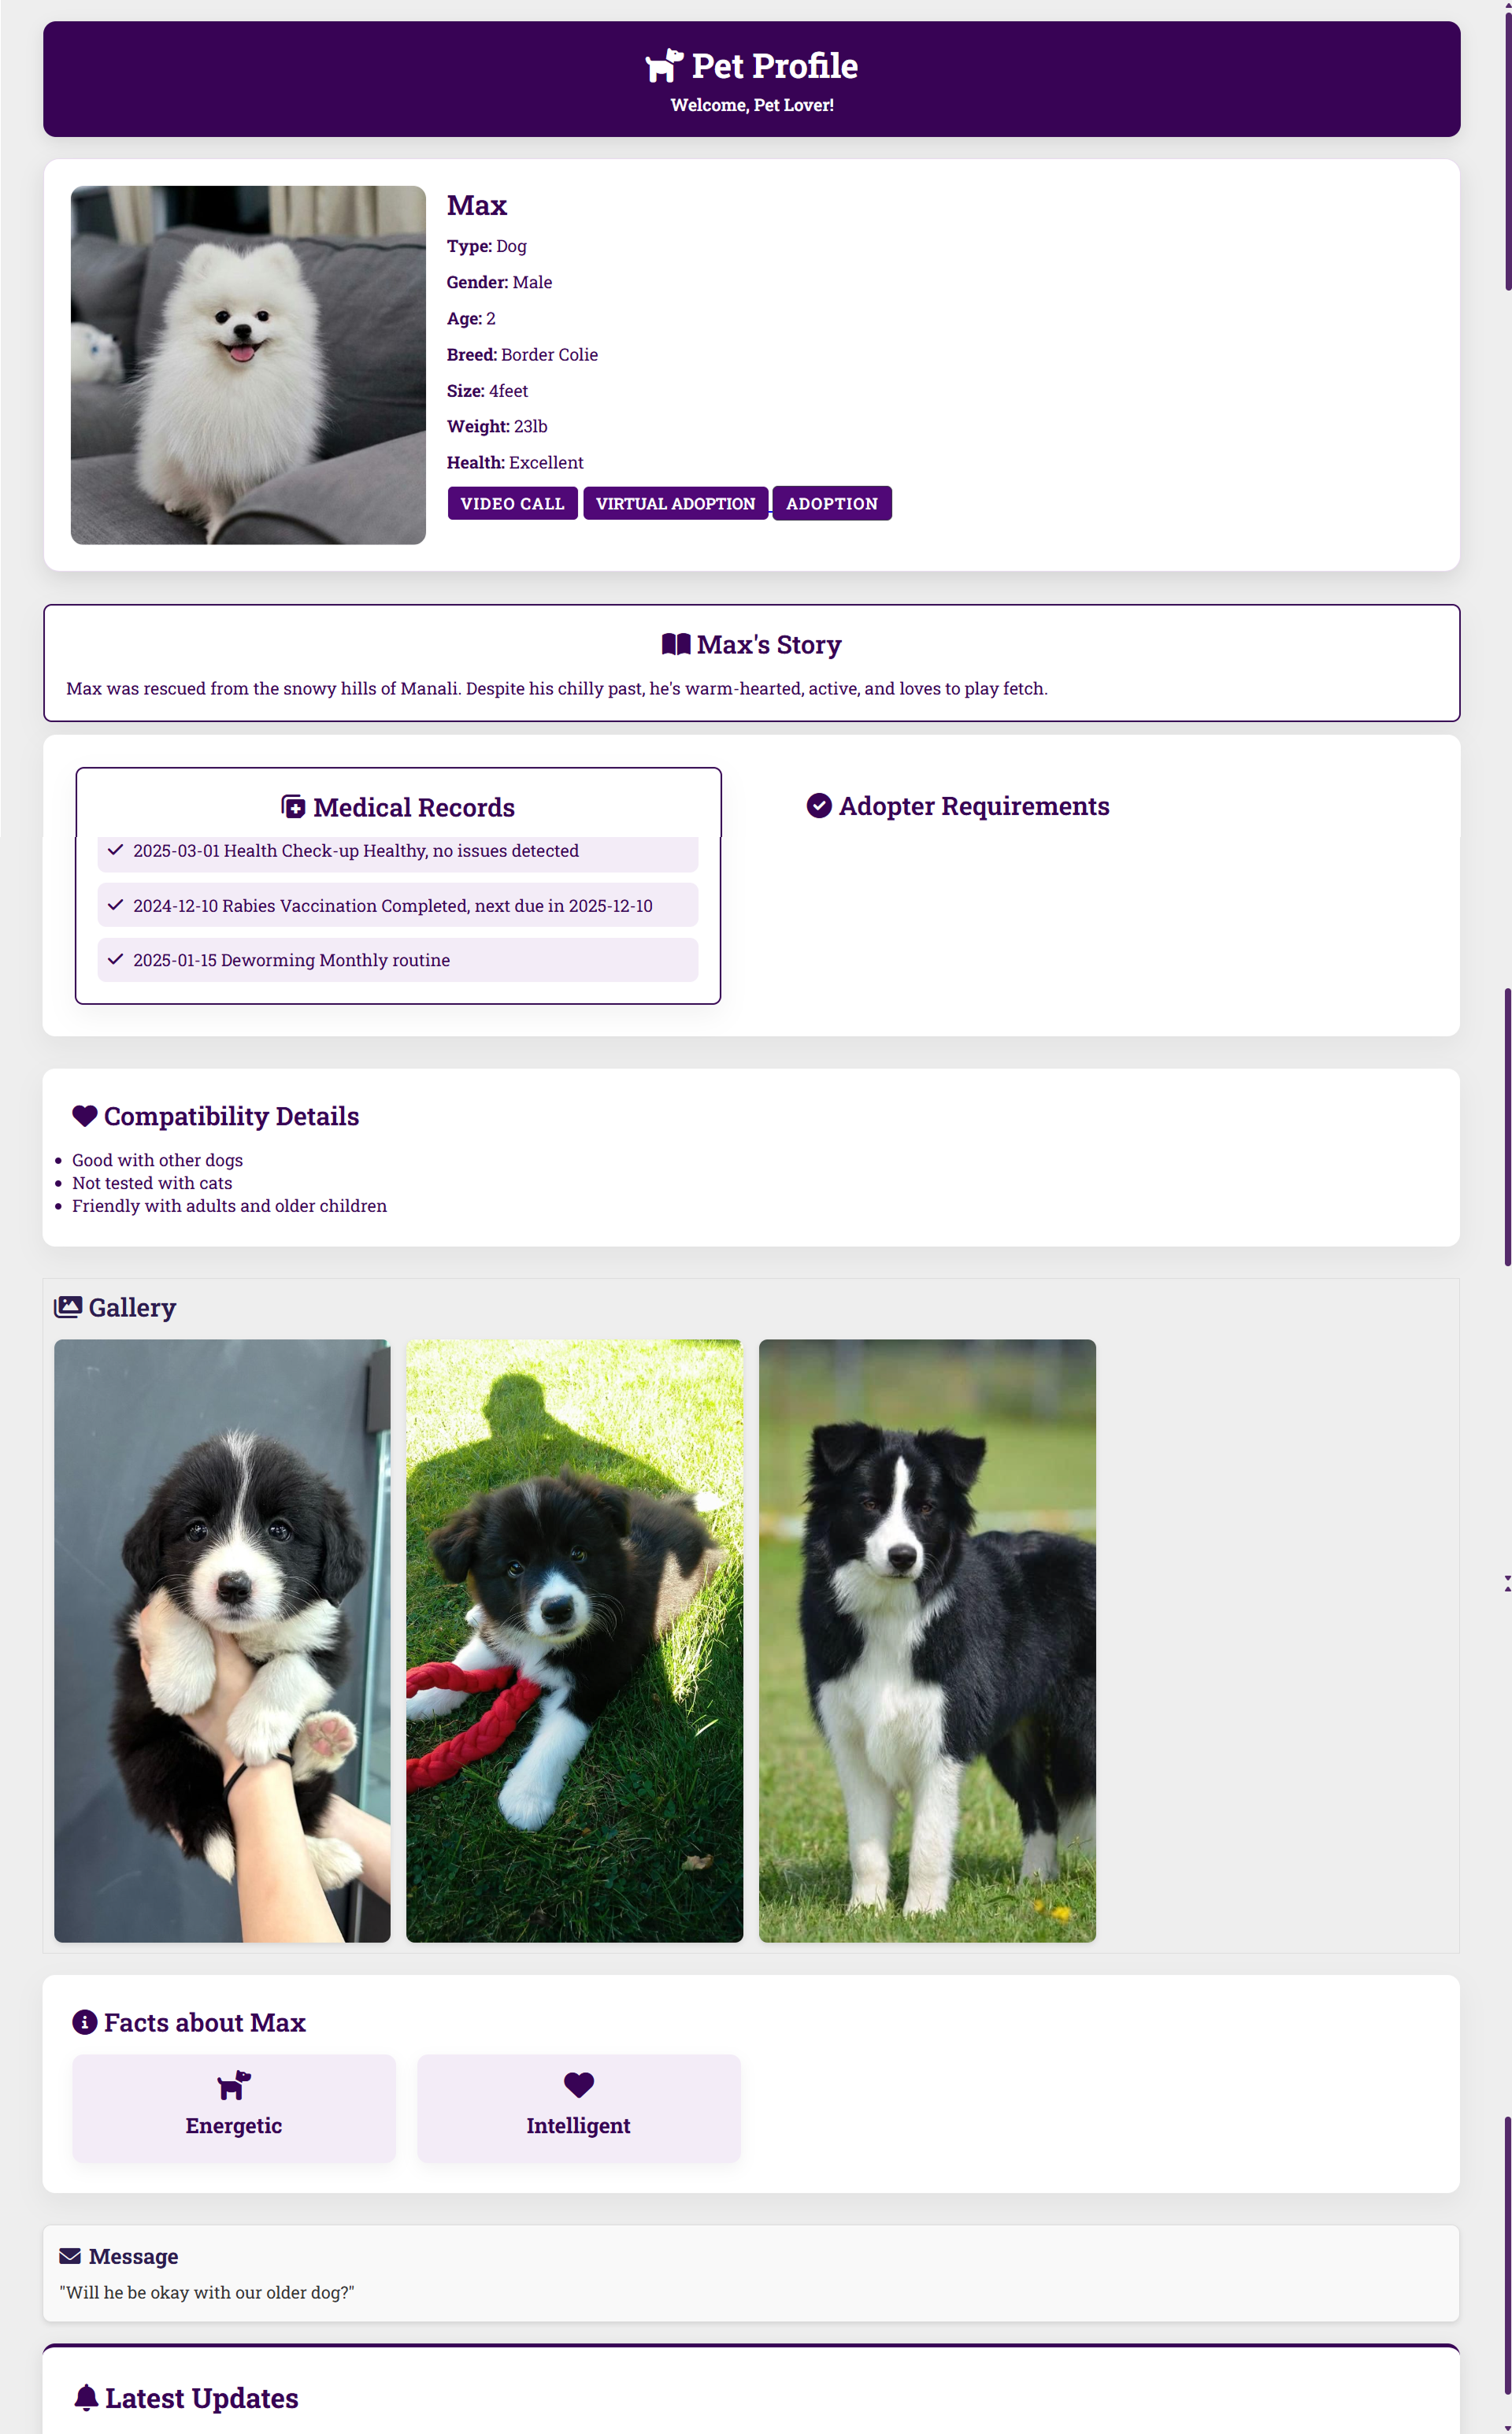 Pet Profile
Welcome, Pet Lover!
Max
Type: Dog
Gender: Male
Age: 2
Breed: Border Colie
Size: 4feet
Weight: 23lb
Health: Excellent
VIDEO CALL VIRTUAL ADOPTION ADOPTION
Max's Story
Max was rescued from the snowy hills of Manali. Despite his chilly past, he's warm-hearted, active, and loves to play fetch.
Medical Records
2025-03-01 Health Check-up Healthy, no issues detected
2024-12-10 Rabies Vaccination Completed, next due in 2025-12-10
2025-01-15 Deworming Monthly routine
Adopter Requirements
Compatibility Details
Good with other dogs
Not tested with cats
Friendly with adults and older children
Gallery
Facts about Max
Energetic
Intelligent
Message
"Will he be okay with our older dog?"
Latest Updates